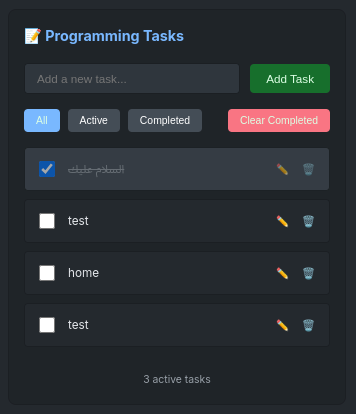 📝 Programming Tasks
Add a new task...
Add Task
All
Active
Completed
Clear Completed
السلام عليك
test
home
test
3 active tasks